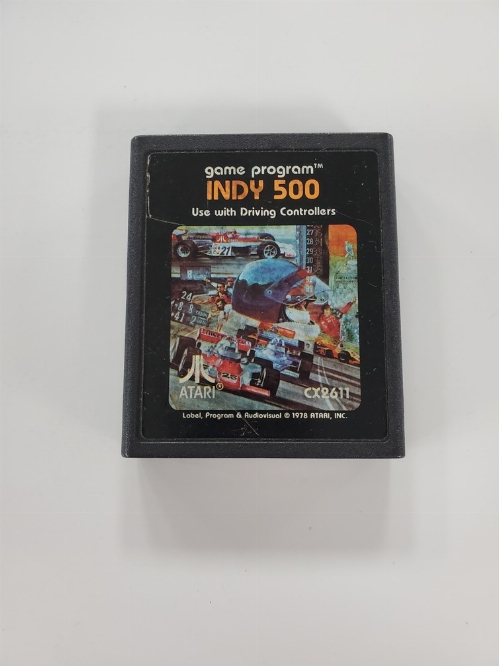 game program™
INDY 500
Use with Driving Controllers
ATARI®
CX2611
Label, Program & Audiovisual © 1978 ATARI, INC.